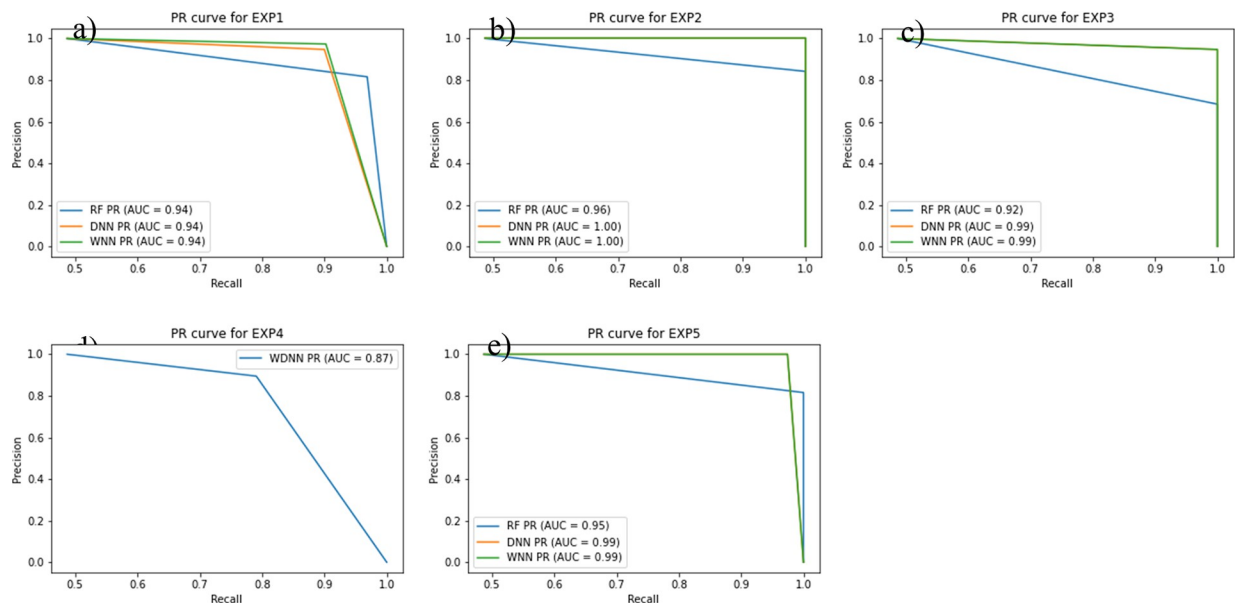 PR curve for EXP1
a)
1.0
0.8
0.6
0.4
0.2
0.0
Precision
RF PR (AUC = 0.94)
DNN PR (AUC = 0.94)
WNN PR (AUC = 0.94)
0.5 0.6 0.7 0.8 0.9 1.0
Recall
PR curve for EXP2
b)
1.0
0.8
0.6
0.4
0.2
0.0
Precision
RF PR (AUC = 0.96)
DNN PR (AUC = 1.00)
WNN PR (AUC = 1.00)
0.5 0.6 0.7 0.8 0.9 1.0
Recall
PR curve for EXP3
c)
1.0
0.8
0.6
0.4
0.2
0.0
Precision
RF PR (AUC = 0.92)
DNN PR (AUC = 0.99)
WNN PR (AUC = 0.99)
0.5 0.6 0.7 0.8 0.9 1.0
Recall
PR curve for EXP4
1.0
0.8
0.6
0.4
0.2
0.0
Precision
WDNN PR (AUC = 0.87)
0.5 0.6 0.7 0.8 0.9 1.0
Recall
PR curve for EXP5
e)
1.0
0.8
0.6
0.4
0.2
0.0
Precision
RF PR (AUC = 0.95)
DNN PR (AUC = 0.99)
WNN PR (AUC = 0.99)
0.5 0.6 0.7 0.8 0.9 1.0
Recall